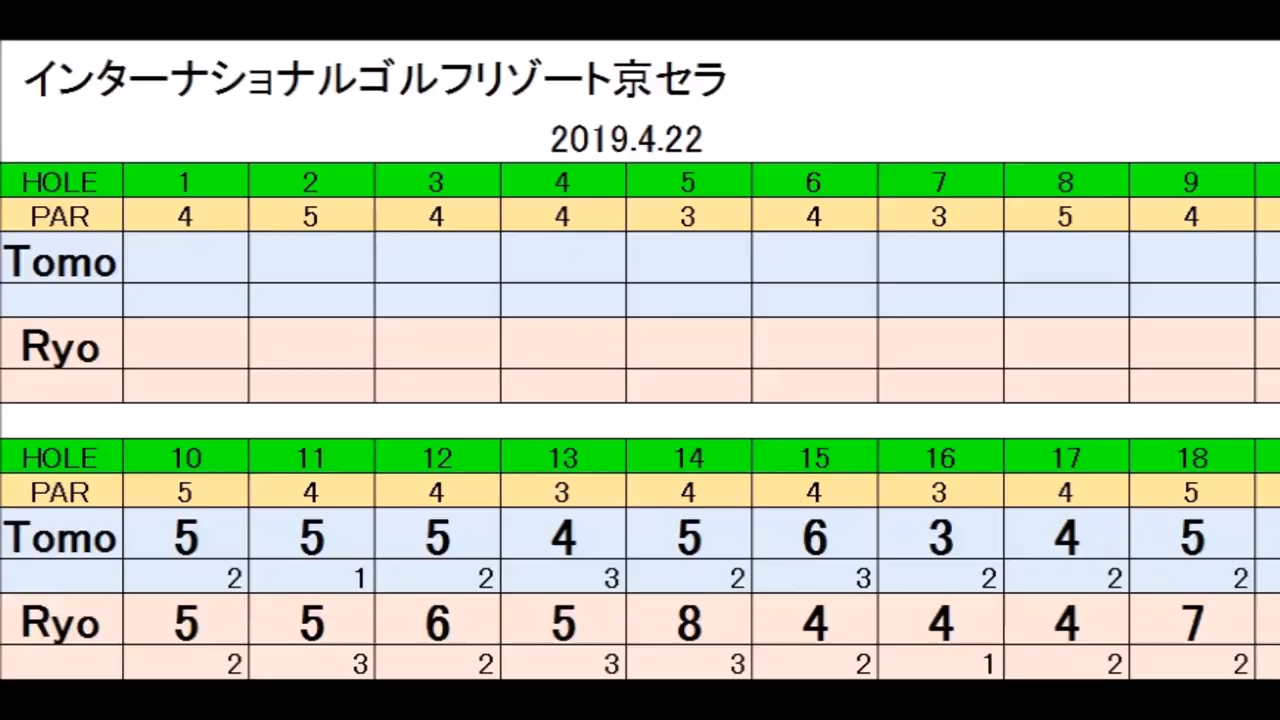 インターナショナルゴルフリゾート京セラ
2019.4.22
HOLE 1 2 3 4 5 6 7 8 9
PAR 4 5 4 4 3 4 3 5 4
Tomo
Ryo
HOLE 10 11 12 13 14 15 16 17 18
PAR 5 4 4 3 4 4 3 4 5
Tomo 5 5 5 4 5 6 3 4 5
2 1 2 3 2 3 2 2 2
Ryo 5 5 6 5 8 4 4 4 7
2 3 2 3 3 2 1 2 2